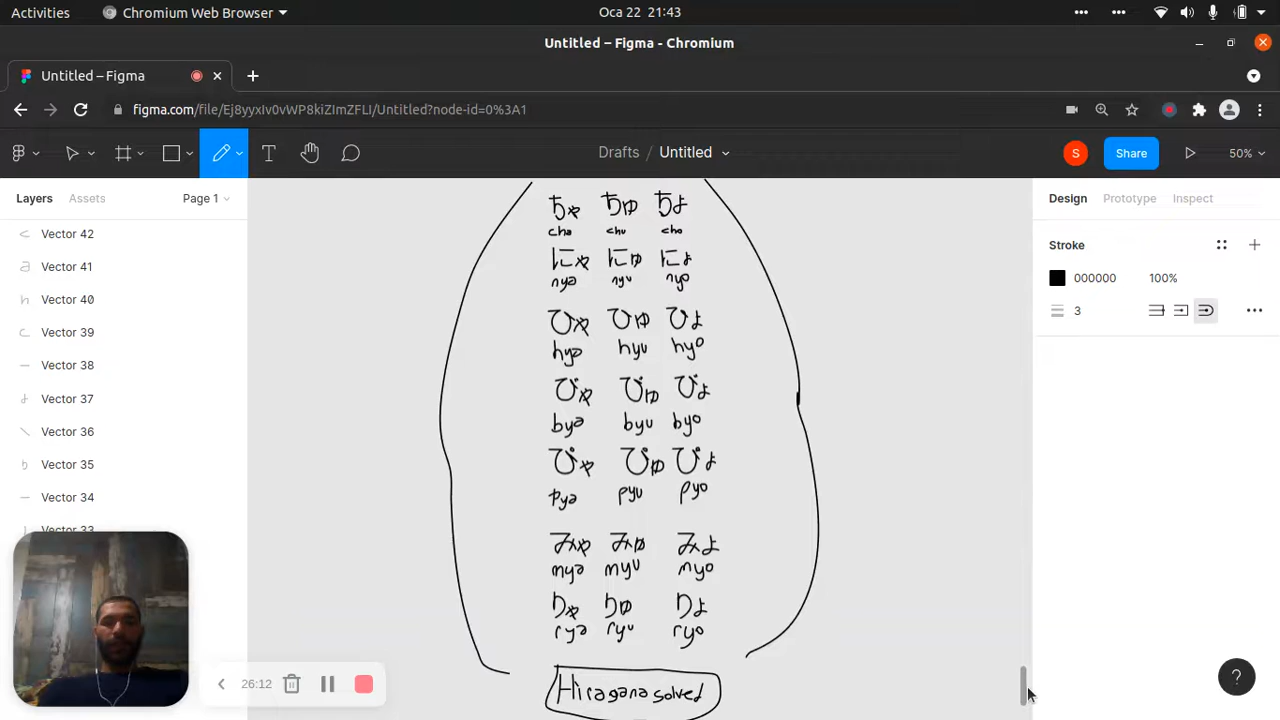 Activities Chromium Web Browser Oca 22 21:43
Untitled – Figma - Chromium
Untitled – Figma
figma.com/file/Ej8yyxIv0vWP8kiZImZFLI/Untitled?node-id=0%3A1
Drafts / Untitled S Share 50%
Layers Assets Page 1
Design Prototype Inspect
Vector 42
Vector 41
Vector 40
Vector 39
Vector 38
Vector 37
Vector 36
Vector 35
Vector 34
Vector 33
ちゃ ちゅ ちょ
cha chu cho
にゃ にゅ にょ
nya nyu nyo
ひゃ ひゅ ひょ
hya hyu hyo
びゃ びゅ びょ
bya byu byo
ぴゃ ぴゅ ぴょ
pya pyu pyo
みゃ みゅ みょ
mya myu myo
りゃ りゅ りょ
rya ryu ryo
Hiragana solved
Stroke
000000 100%
3
26:12
?